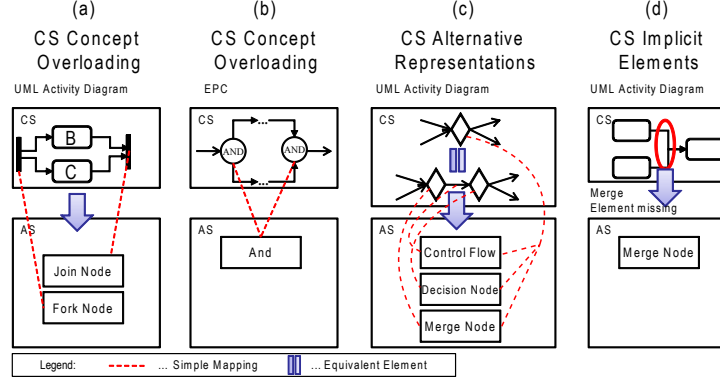 (a)
CS Concept
Overloading
UML Activity Diagram
CS
B
C
AS
Join Node
Fork Node
(b)
CS Concept
Overloading
EPC
CS
...
AND
AND
...
AS
And
(c)
CS Alternative
Representations
UML Activity Diagram
CS
AS
Control Flow
Decision Node
Merge Node
(d)
CS Implicit
Elements
UML Activity Diagram
CS
Merge
Element missing
AS
Merge Node
Legend: ... Simple Mapping ... Equivalent Element